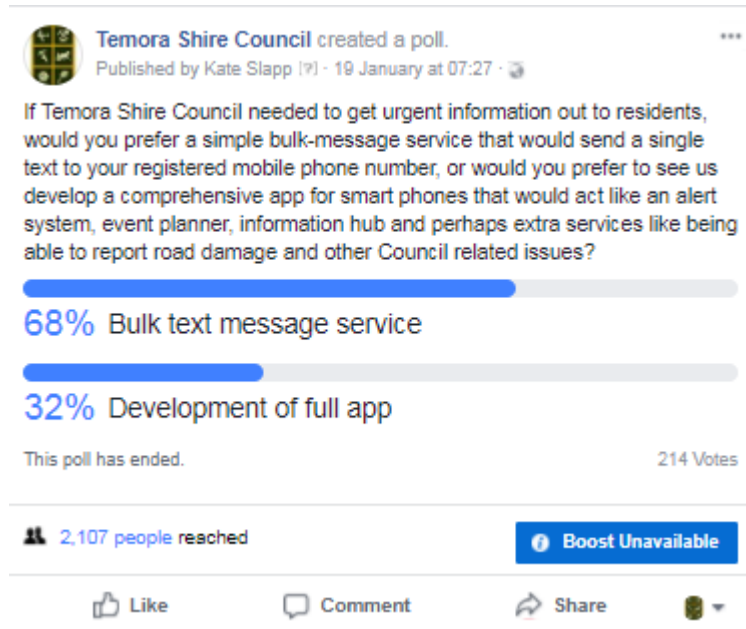 Temora Shire Council created a poll.
Published by Kate Slapp [?] · 19 January at 07:27 ·
If Temora Shire Council needed to get urgent information out to residents,
would you prefer a simple bulk-message service that would send a single
text to your registered mobile phone number, or would you prefer to see us
develop a comprehensive app for smart phones that would act like an alert
system, event planner, information hub and perhaps extra services like being
able to report road damage and other Council related issues?
68% Bulk text message service
32% Development of full app
This poll has ended. 214 Votes
2,107 people reached Boost Unavailable
Like Comment Share